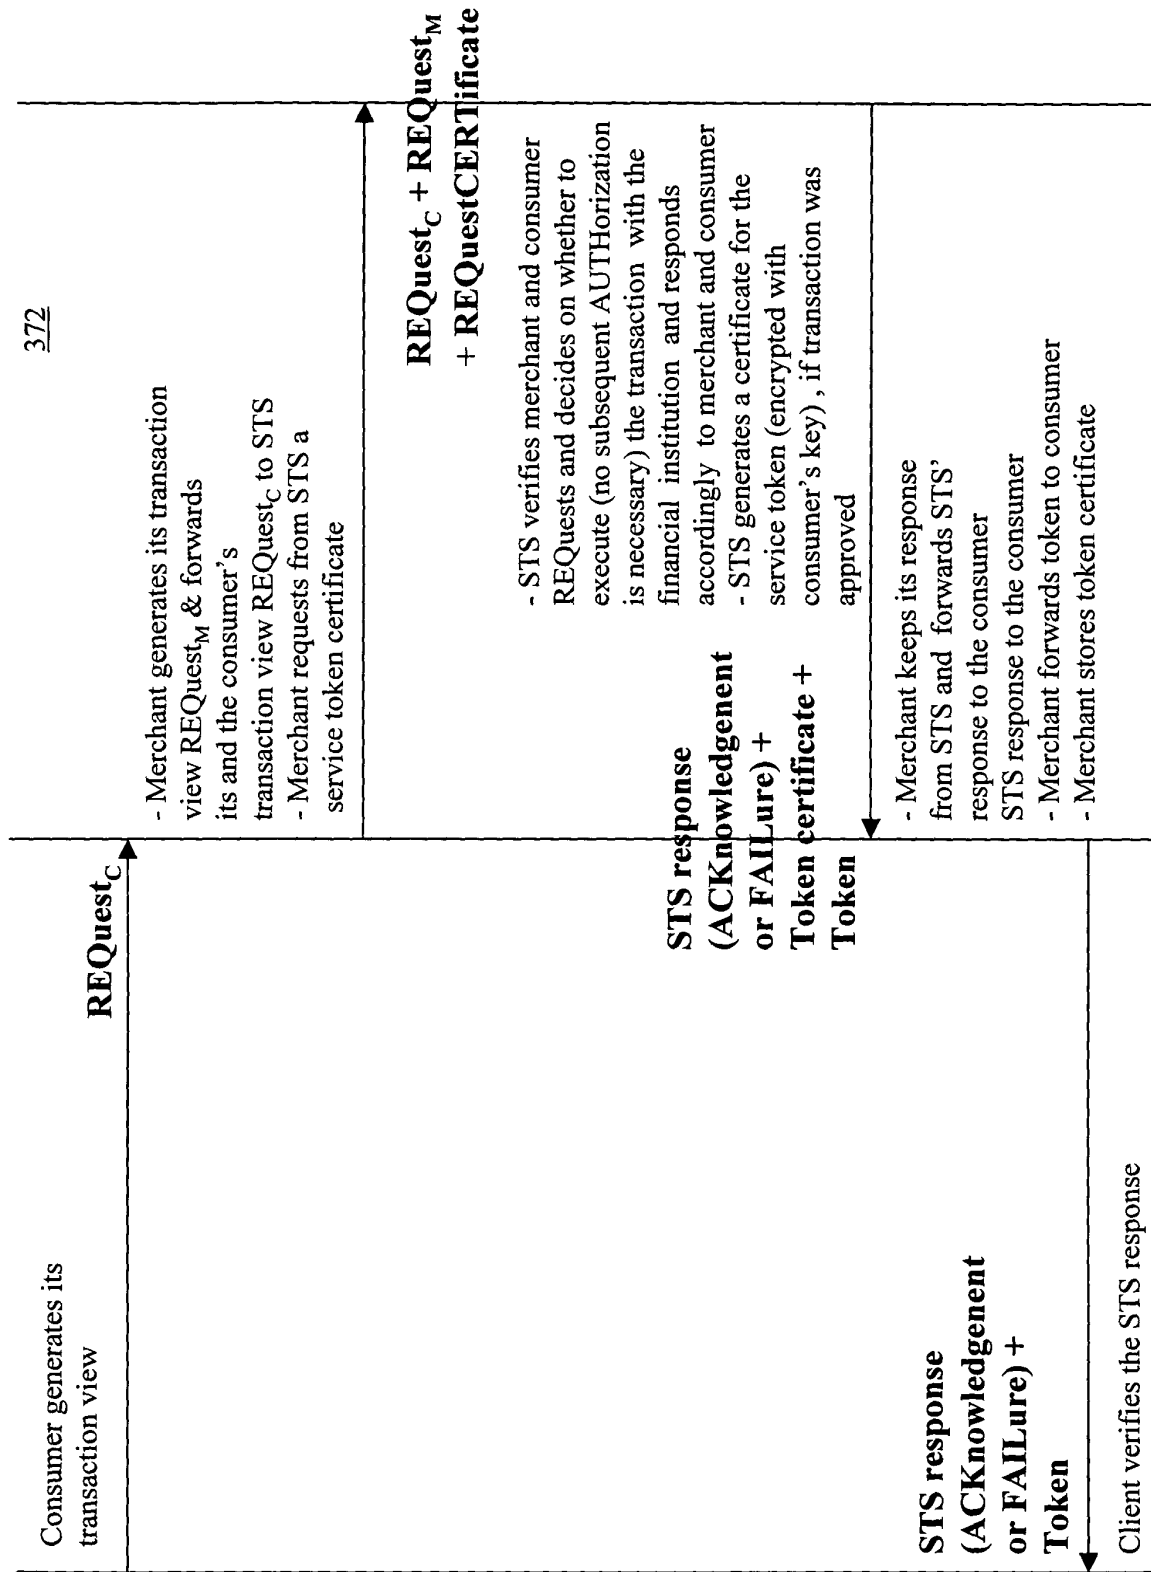 372
Consumer generates its
transaction view
REQuestC
- Merchant generates its transaction
view REQuestM & forwards
its and the consumer's
transaction view REQuestC to STS
- Merchant requests from STS a
service token certificate
REQuestC + REQuestM
+ REQuestCERTificate
- STS verifies merchant and consumer
REQuests and decides on whether to
execute (no subsequent AUTHorization
is necessary) the transaction with the
financial institution and responds
accordingly to merchant and consumer
- STS generates a certificate for the
service token (encrypted with
consumer's key), if transaction was
approved
STS response
(ACKnowledgenent
or FAILure) +
Token certificate +
Token
- Merchant keeps its response
from STS and forwards STS'
response to the consumer
STS response to the consumer
- Merchant forwards token to consumer
- Merchant stores token certificate
STS response
(ACKnowledgenent
or FAILure) +
Token
Client verifies the STS response